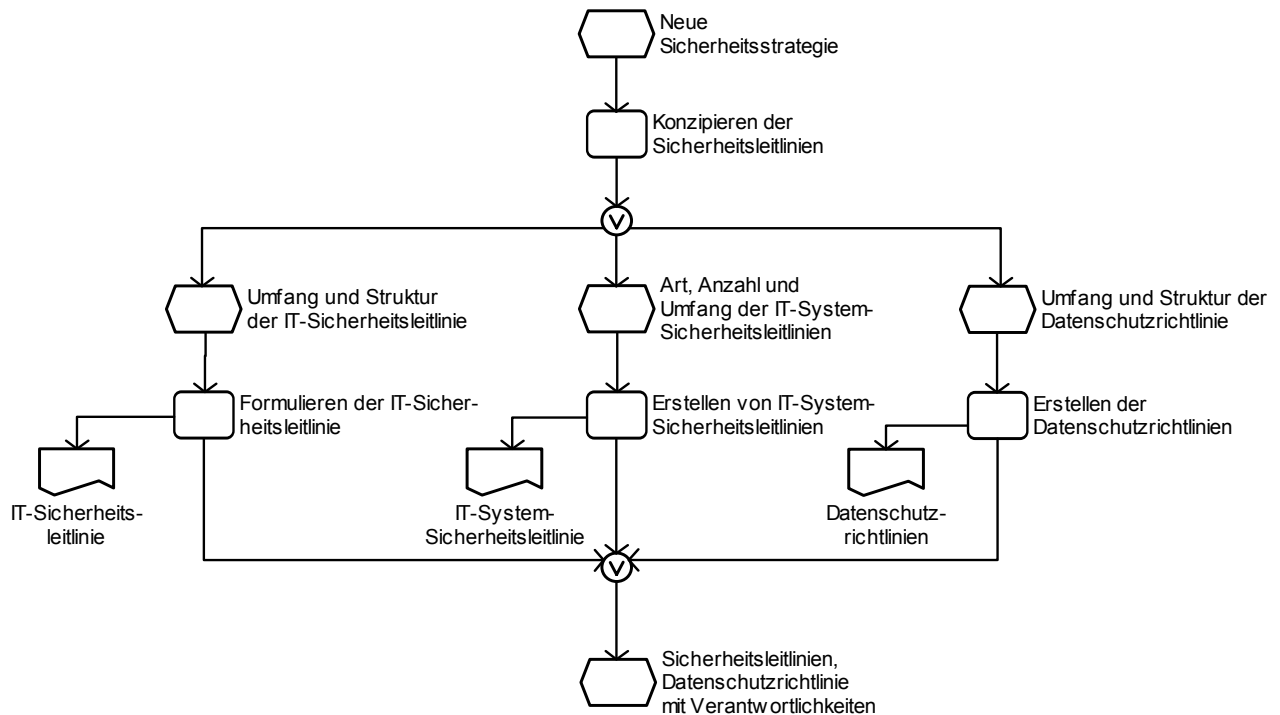 Neue
Sicherheitsstrategie
Konzipieren der
Sicherheitsleitlinien
V
Umfang und Struktur
der IT-Sicherheitsleitlinie
Art, Anzahl und
Umfang der IT-System-
Sicherheitsleitlinien
Umfang und Struktur der
Datenschutzrichtlinie
Formulieren der IT-Sicher-
heitsleitlinie
Erstellen von IT-System-
Sicherheitsleitlinien
Erstellen der
Datenschutzrichtlinien
IT-Sicherheits-
leitlinie
IT-System-
Sicherheitsleitlinie
Datenschutz-
richtlinien
V
Sicherheitsleitlinien,
Datenschutzrichtlinie
mit Verantwortlichkeiten